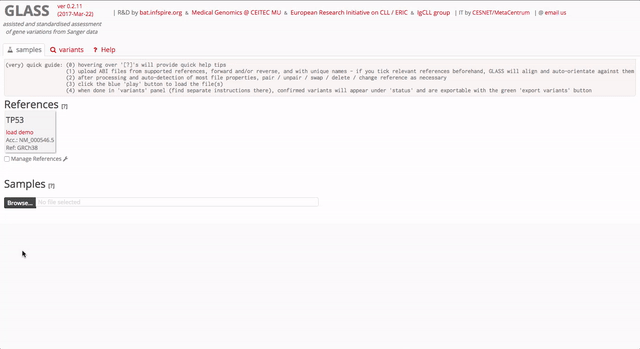 GLASS ver 0.2.11
(2017-Mar-22)
| R&D by bat.infspire.org & Medical Genomics @ CEITEC MU & European Research Initiative on CLL / ERIC & IgCLL group | IT by CESNET/MetaCentrum | @ email us
assisted and standardised assessment
of gene variations from Sanger data
samples variants Help
(very) quick guide: (0) hovering over '[?]'s will provide quick help tips
(1) upload ABI files from supported references, forward and/or reverse, and with unique names - if you tick relevant references beforehand, GLASS will align and auto-orientate against them
(2) after processing and auto-detection of most file properties, pair / unpair / swap / delete / change reference as necessary
(3) click the blue 'play' button to load the file(s)
(4) when done in 'variants' panel (find separate instructions there), confirmed variants will appear under 'status' and are exportable with the green 'export variants' button
References [?]
TP53
load demo
Acc.: NM_000546.5
Ref: GRCh38
Manage References
Samples [?]
Browse... No file selected